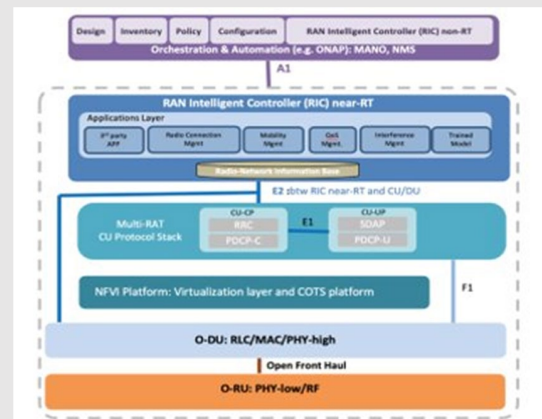 Design Inventory Policy Configuration RAN Intelligent Controller (RIC) non-RT
Orchestration & Automation (e.g. ONAP): MANO, NMS
A1
RAN Intelligent Controller (RIC) near-RT
Applications Layer
3rd party
APP
Radio Connection
Mgmt
Mobility
Mgmt
QoS
Mgmt.
Interference
Mgmt
Trained
Model
Radio-Network Information Base
E2 :btw RIC near-RT and CU/DU
Multi-RAT
CU Protocol Stack
CU-CP
RRC
PDCP-C
E1
CU-UP
SDAP
PDCP-U
NFVI Platform: Virtualization layer and COTS platform
F1
O-DU: RLC/MAC/PHY-high
Open Front Haul
O-RU: PHY-low/RF